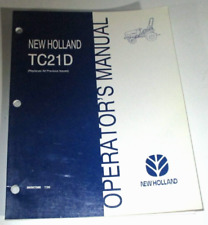 NEW HOLLAND
TC21D
OPERATOR'S MANUAL
NEW HOLLAND